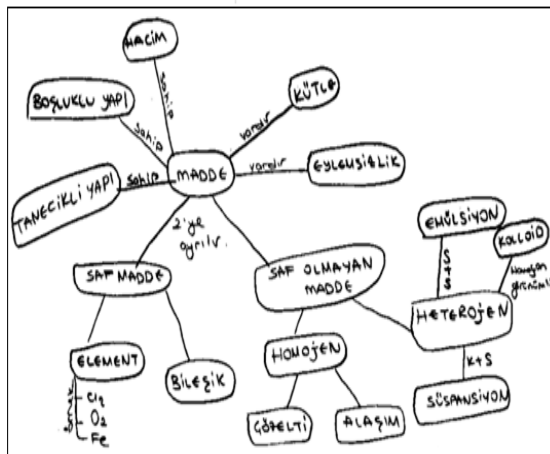 HACİM
sahip
BOŞLUKLU YAPI
sahip
KÜTLE
vardır
TANECİKLİ YAPI
sahip
MADDE
vardır
EYLEMSİZLİK
2'ye
ayrılır.
SAF MADDE
SAF OLMAYAN
MADDE
EMÜLSİYON
KOLLOİD
S+S
Homojen
görünümlü
HETEROJEN
ELEMENT
BİLEŞİK
HOMOJEN
K+S
SÜSPANSİYON
ÇÖZELTİ
ALAŞIM
örnek
Cl2
O2
Fe